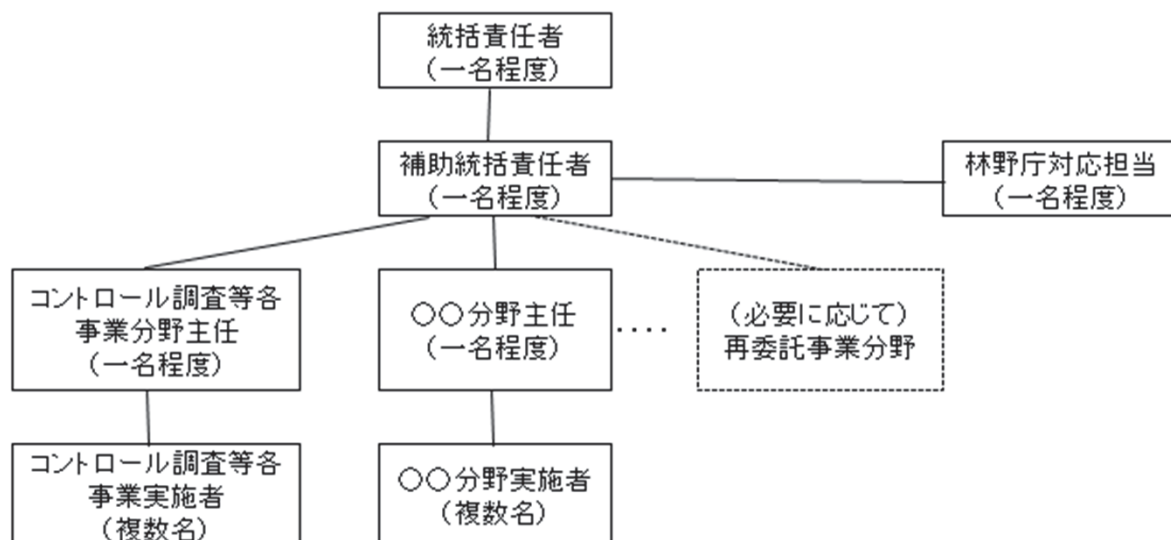 統括責任者
(一名程度)
補助統括責任者
(一名程度)
林野庁対応担当
(一名程度)
コントロール調査等各
事業分野主任
(一名程度)
〇〇分野主任
(一名程度)
‥‥
(必要に応じて)
再委託事業分野
コントロール調査等各
事業実施者
(複数名)
〇〇分野実施者
(複数名)